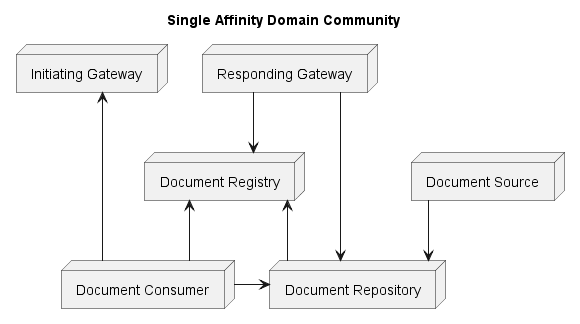 Single Affinity Domain Community
Initiating Gateway
Responding Gateway
Document Registry
Document Source
Document Consumer
Document Repository